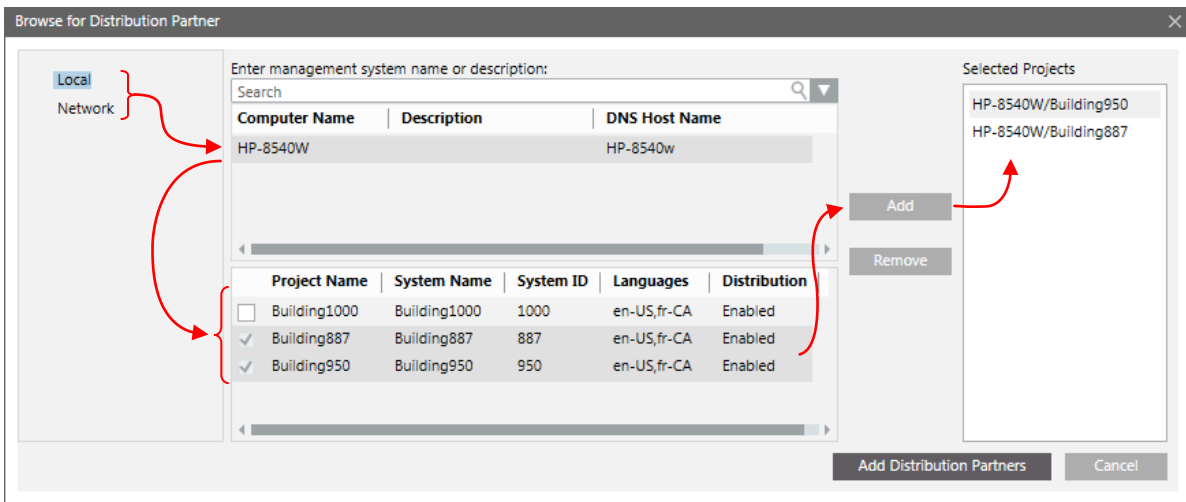 Browse for Distribution Partner
Local
Network
Enter management system name or description:
Search
Computer Name Description DNS Host Name
HP-8540W HP-8540w
Project Name System Name System ID Languages Distribution
Building1000 Building1000 1000 en-US,fr-CA Enabled
Building887 Building887 887 en-US,fr-CA Enabled
Building950 Building950 950 en-US,fr-CA Enabled
Add
Remove
Selected Projects
HP-8540W/Building950
HP-8540W/Building887
Add Distribution Partners Cancel